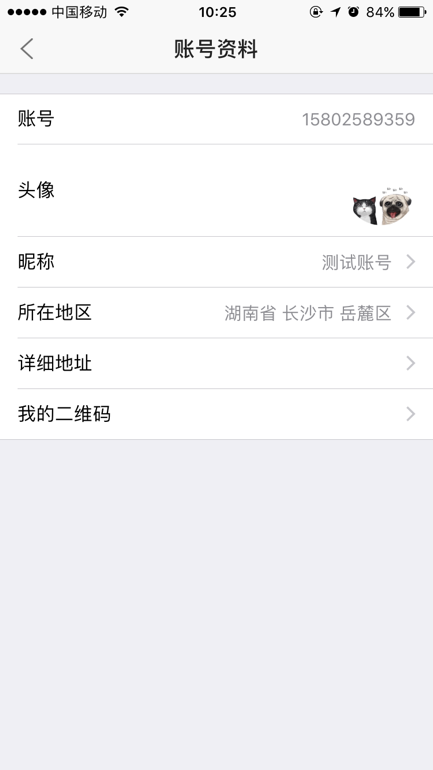 中国移动 10:25 84%
账号资料
账号 15802589359
头像
昵称 测试账号
所在地区 湖南省 长沙市 岳麓区
详细地址
我的二维码